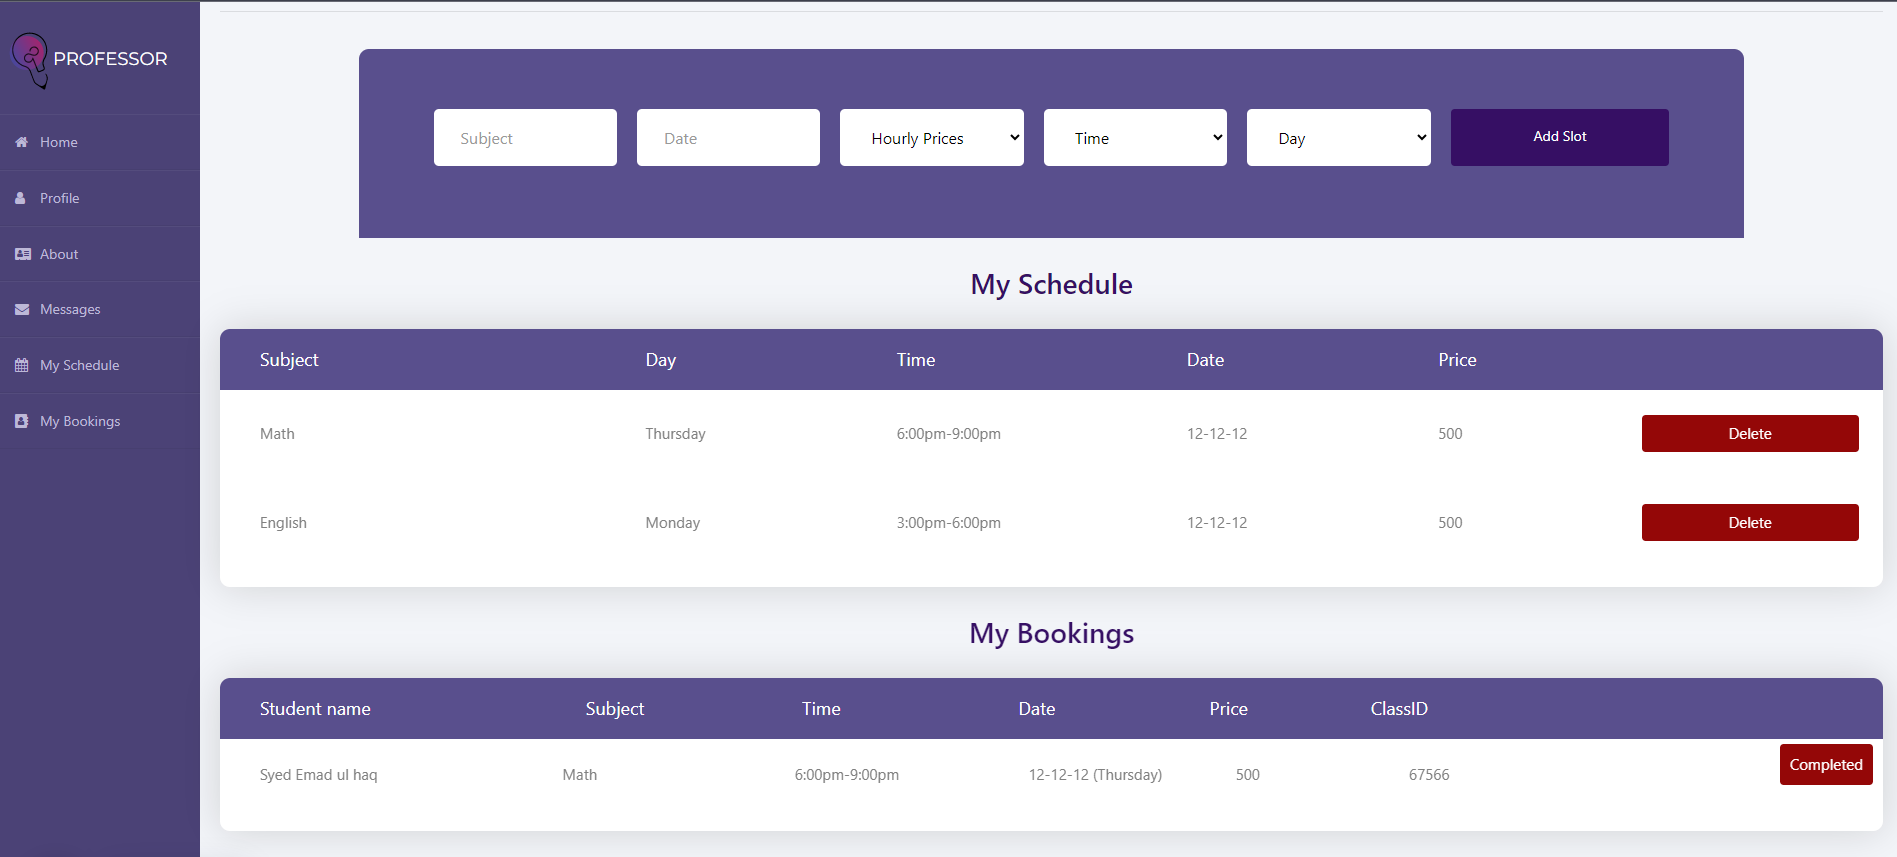 PROFESSOR
Home
Profile
About
Messages
My Schedule
My Bookings
Subject Date Hourly Prices Time Day Add Slot
My Schedule
Subject Day Time Date Price
Math Thursday 6:00pm-9:00pm 12-12-12 500 Delete
English Monday 3:00pm-6:00pm 12-12-12 500 Delete
My Bookings
Student name Subject Time Date Price ClassID
Syed Emad ul haq Math 6:00pm-9:00pm 12-12-12 (Thursday) 500 67566 Completed